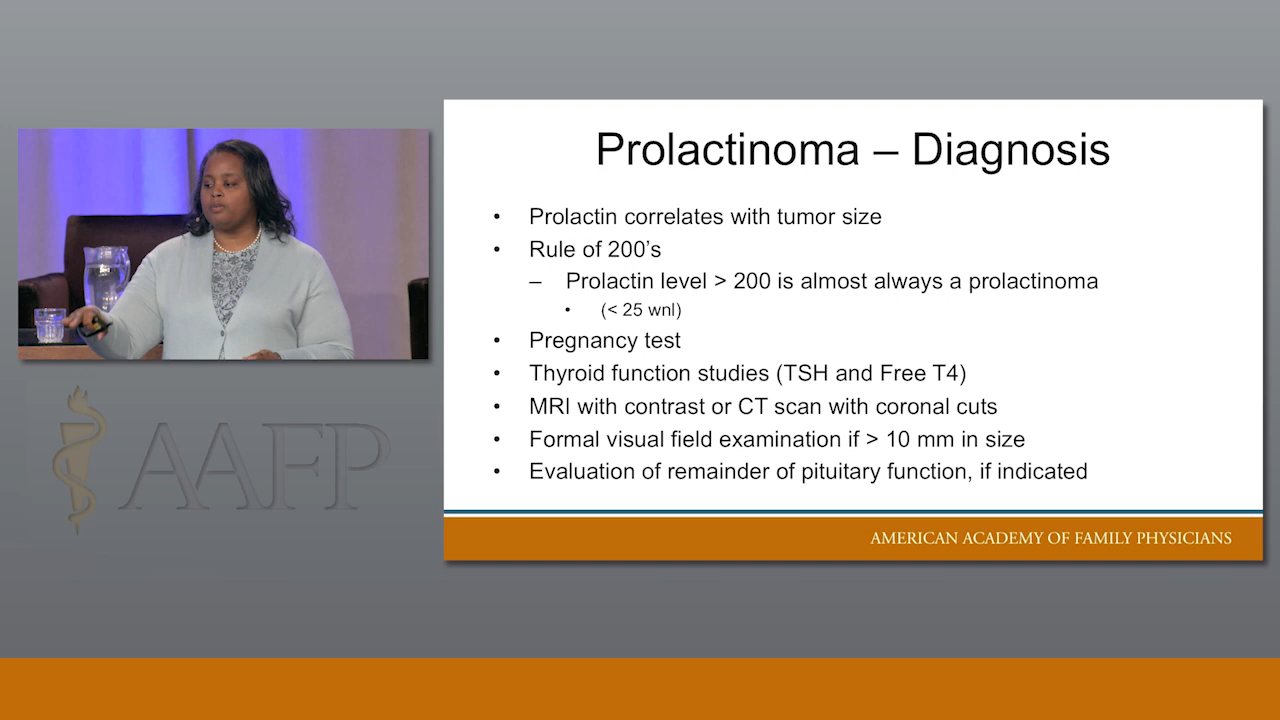 Prolactinoma – Diagnosis
• Prolactin correlates with tumor size
• Rule of 200’s
– Prolactin level > 200 is almost always a prolactinoma
• (< 25 wnl)
• Pregnancy test
• Thyroid function studies (TSH and Free T4)
• MRI with contrast or CT scan with coronal cuts
• Formal visual field examination if > 10 mm in size
• Evaluation of remainder of pituitary function, if indicated
AMERICAN ACADEMY OF FAMILY PHYSICIANS
AAFP